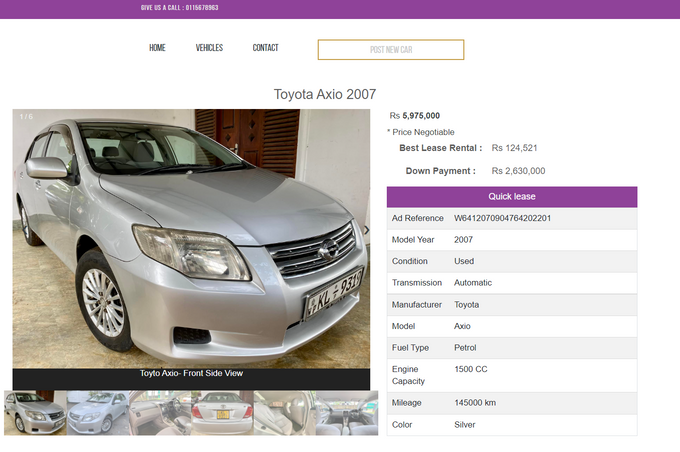 GIVE US A CALL : 0115678963
HOME
VEHICLES
CONTACT
POST NEW CAR
Toyota Axio 2007
1 / 6
KL - 9319
Toyto Axio- Front Side View
Rs 5,975,000
* Price Negotiable
Best Lease Rental : Rs 124,521
Down Payment : Rs 2,630,000
Quick lease
Ad Reference W6412070904764202201
Model Year 2007
Condition Used
Transmission Automatic
Manufacturer Toyota
Model Axio
Fuel Type Petrol
Engine Capacity 1500 CC
Mileage 145000 km
Color Silver